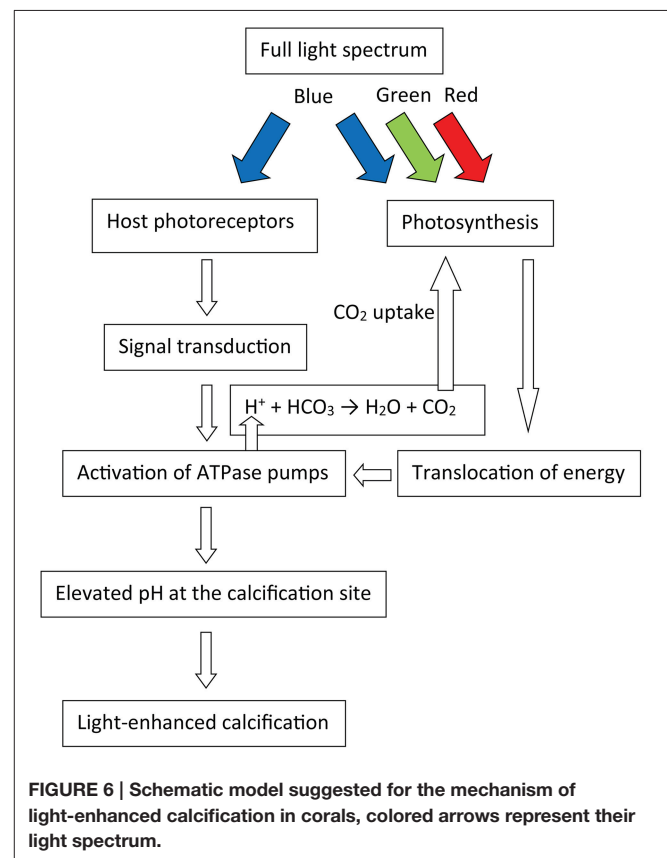 Full light spectrum
Blue Green Red
Host photoreceptors Photosynthesis
CO₂ uptake
Signal transduction
H⁺ + HCO₃ → H₂O + CO₂
Activation of ATPase pumps Translocation of energy
Elevated pH at the calcification site
Light-enhanced calcification
FIGURE 6 | Schematic model suggested for the mechanism of
light-enhanced calcification in corals, colored arrows represent their
light spectrum.